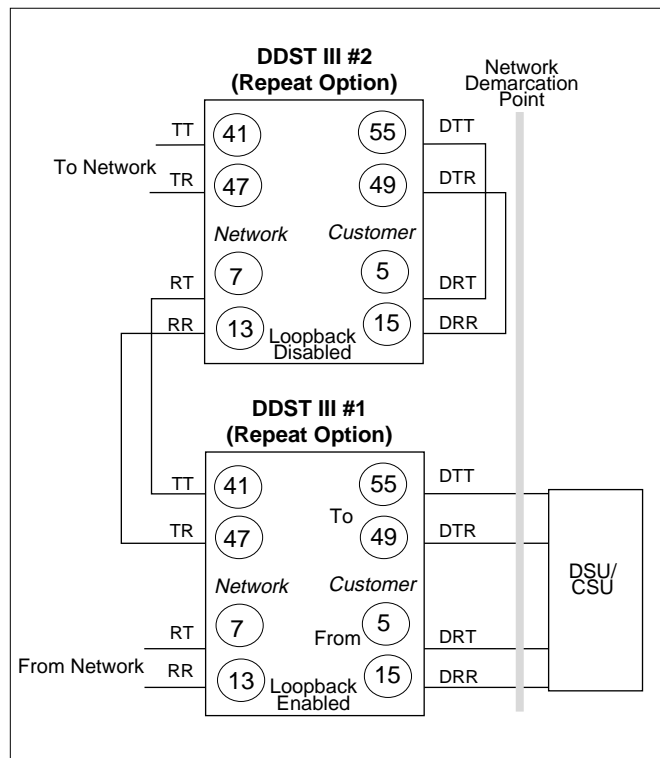 DDST III #2
(Repeat Option)
Network
Demarcation
Point
TT
41
55
DTT
To Network
TR
47
49
DTR
Network
Customer
RT
7
5
DRT
RR
13
15
DRR
Loopback
Disabled
DDST III #1
(Repeat Option)
TT
41
55
DTT
To
TR
47
49
DTR
DSU/
CSU
Network
Customer
RT
7
From
5
DRT
From Network
RR
13
15
DRR
Loopback
Enabled